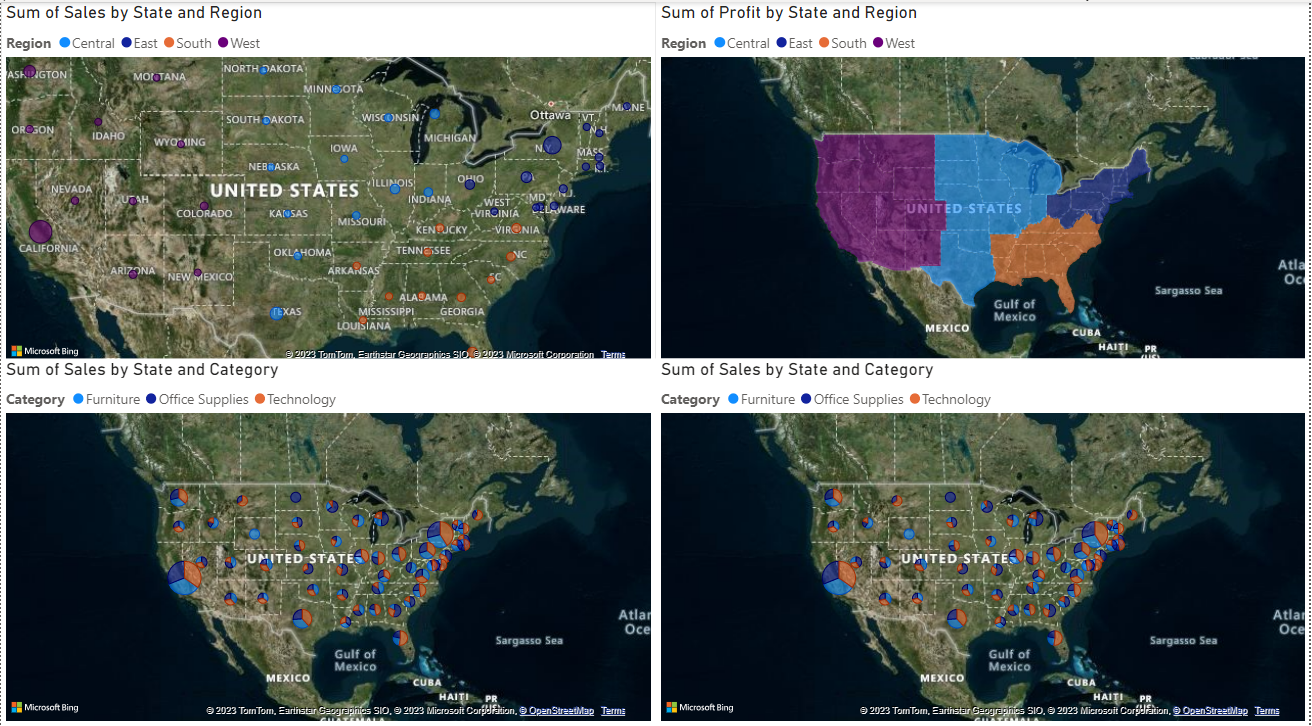 Sum of Sales by State and Region
Region Central East South West
WASHINGTON
MONTANA
NORTH DAKOTA
MINNESOTA
OREGON
IDAHO
WYOMING
SOUTH DAKOTA
WISCONSIN
MICHIGAN
Ottawa
VT.
N.H.
MAINE
MASS.
IOWA
NEBRASKA
UNITED STATES
ILLINOIS
INDIANA
OHIO
NEVADA
UTAH
COLORADO
KANSAS
MISSOURI
WEST
VIRGINIA
MD.
N.J.
DELAWARE
CALIFORNIA
KENTUCKY
VIRGINIA
OKLAHOMA
TENNESSEE
NC
ARIZONA
NEW MEXICO
ARKANSAS
SC
ALABAMA
TEXAS
MISSISSIPPI
GEORGIA
LOUISIANA
Microsoft Bing
© 2023 TomTom, Earthstar Geographics SIO, © 2023 Microsoft Corporation Terms
Sum of Profit by State and Region
Region Central East South West
UNITED STATES
Sargasso Sea
Gulf of
Mexico
MEXICO
CUBA
HAITI
PR
(US)
Sum of Sales by State and Category
Category Furniture Office Supplies Technology
UNITED STATES
Sargasso Sea
Gulf of
Mexico
MEXICO
CUBA
HAITI
PR
Microsoft Bing
© 2023 TomTom, Earthstar Geographics SIO, © 2023 Microsoft Corporation, © OpenStreetMap Terms
Sum of Sales by State and Category
Category Furniture Office Supplies Technology
UNITED STATES
Sargasso Sea
Gulf of
Mexico
MEXICO
CUBA
HAITI
PR
Microsoft Bing
© 2023 TomTom, Earthstar Geographics SIO, © 2023 Microsoft Corporation, © OpenStreetMap Terms